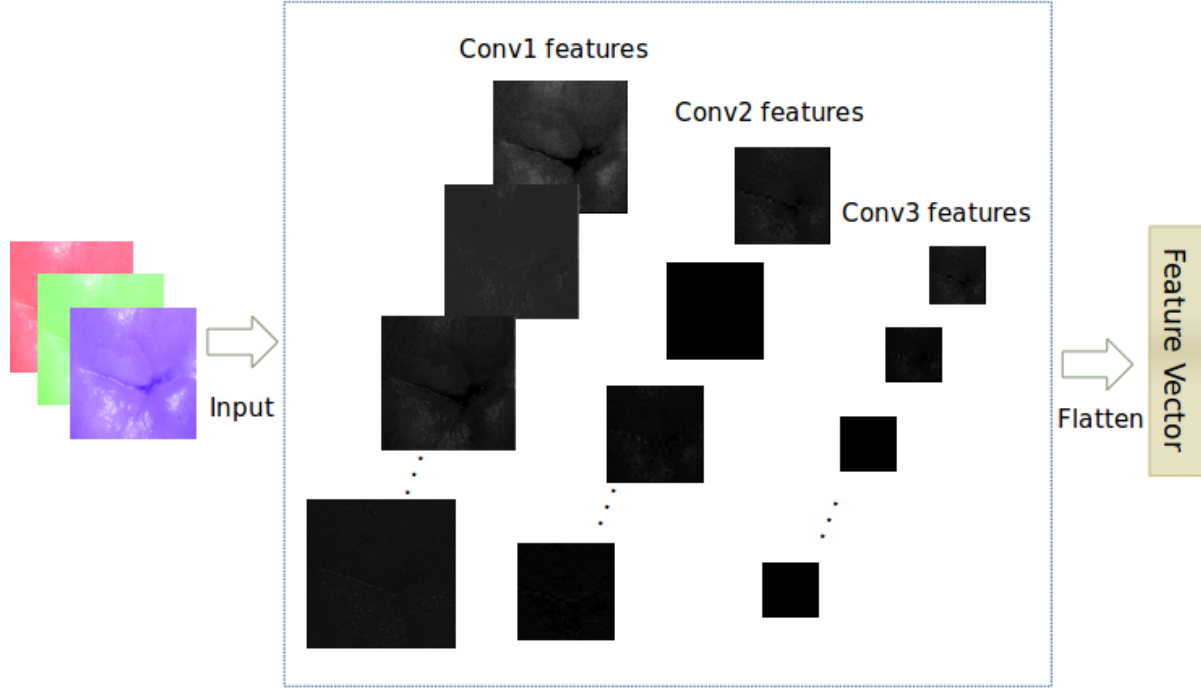 Conv1 features
Conv2 features
Conv3 features
Input
Flatten
Feature Vector